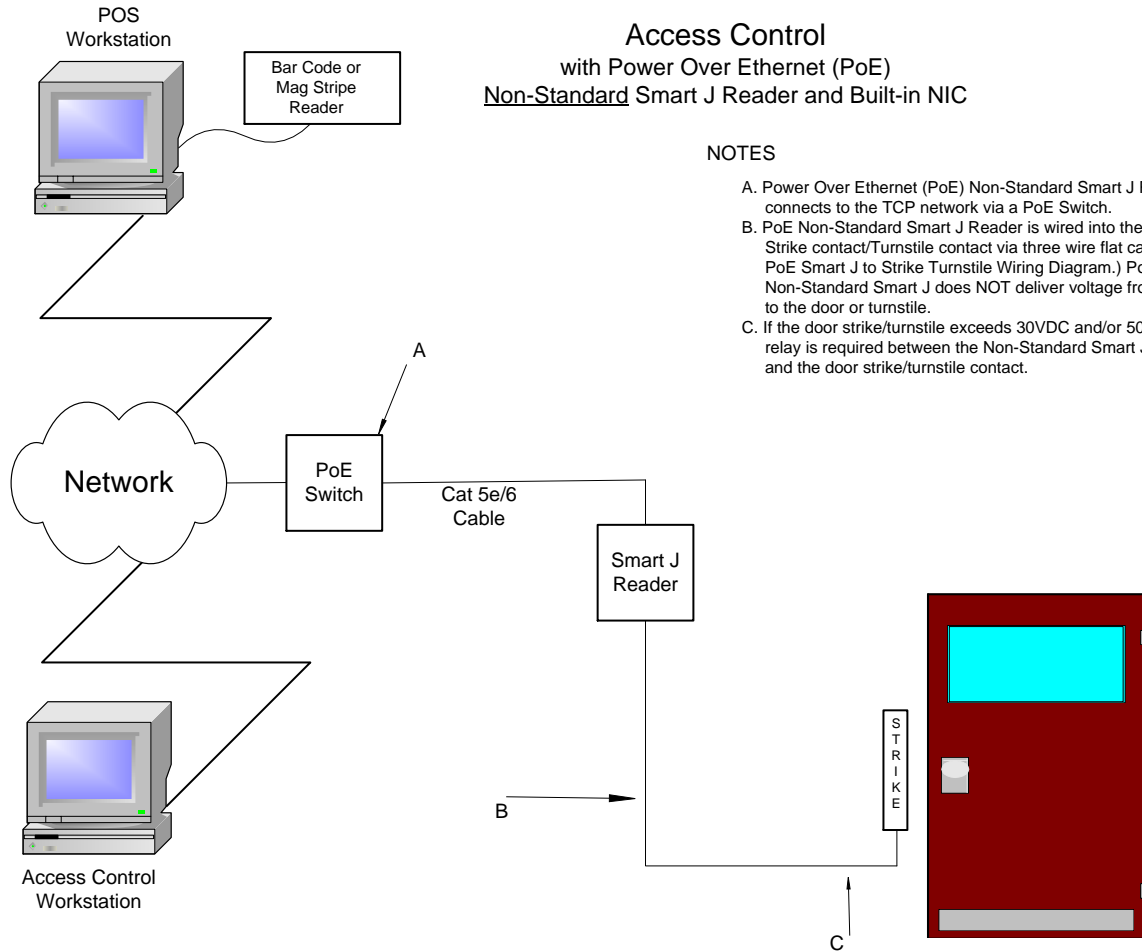 POS
Workstation
Bar Code or
Mag Stripe
Reader
Access Control
with Power Over Ethernet (PoE)
Non-Standard Smart J Reader and Built-in NIC
NOTES
A. Power Over Ethernet (PoE) Non-Standard Smart J
connects to the TCP network via a PoE Switch.
B. PoE Non-Standard Smart J Reader is wired into the
Strike contact/Turnstile contact via three wire flat
PoE Smart J to Strike Turnstile Wiring Diagram.)
Non-Standard Smart J does NOT deliver voltage
to the door or turnstile.
C. If the door strike/turnstile exceeds 30VDC and/or
relay is required between the Non-Standard Smart
and the door strike/turnstile contact.
A
Network
PoE
Switch
Cat 5e/6
Cable
Smart J
Reader
STRIKE
B
C
Access Control
Workstation